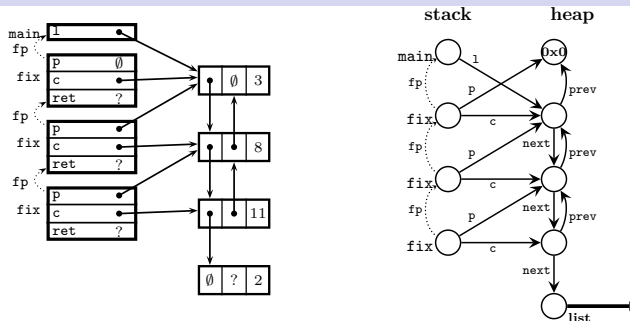 stack heap
main l
fp
p ∅
fix c
ret ?
∅ 3
fp
p
fix c
ret ?
8
fp
p
fix c
ret ?
11
∅ ? 2
main l 0x0
fp p prev
fix c
fp p next prev
fix c
fp p next prev
fix c
next
list